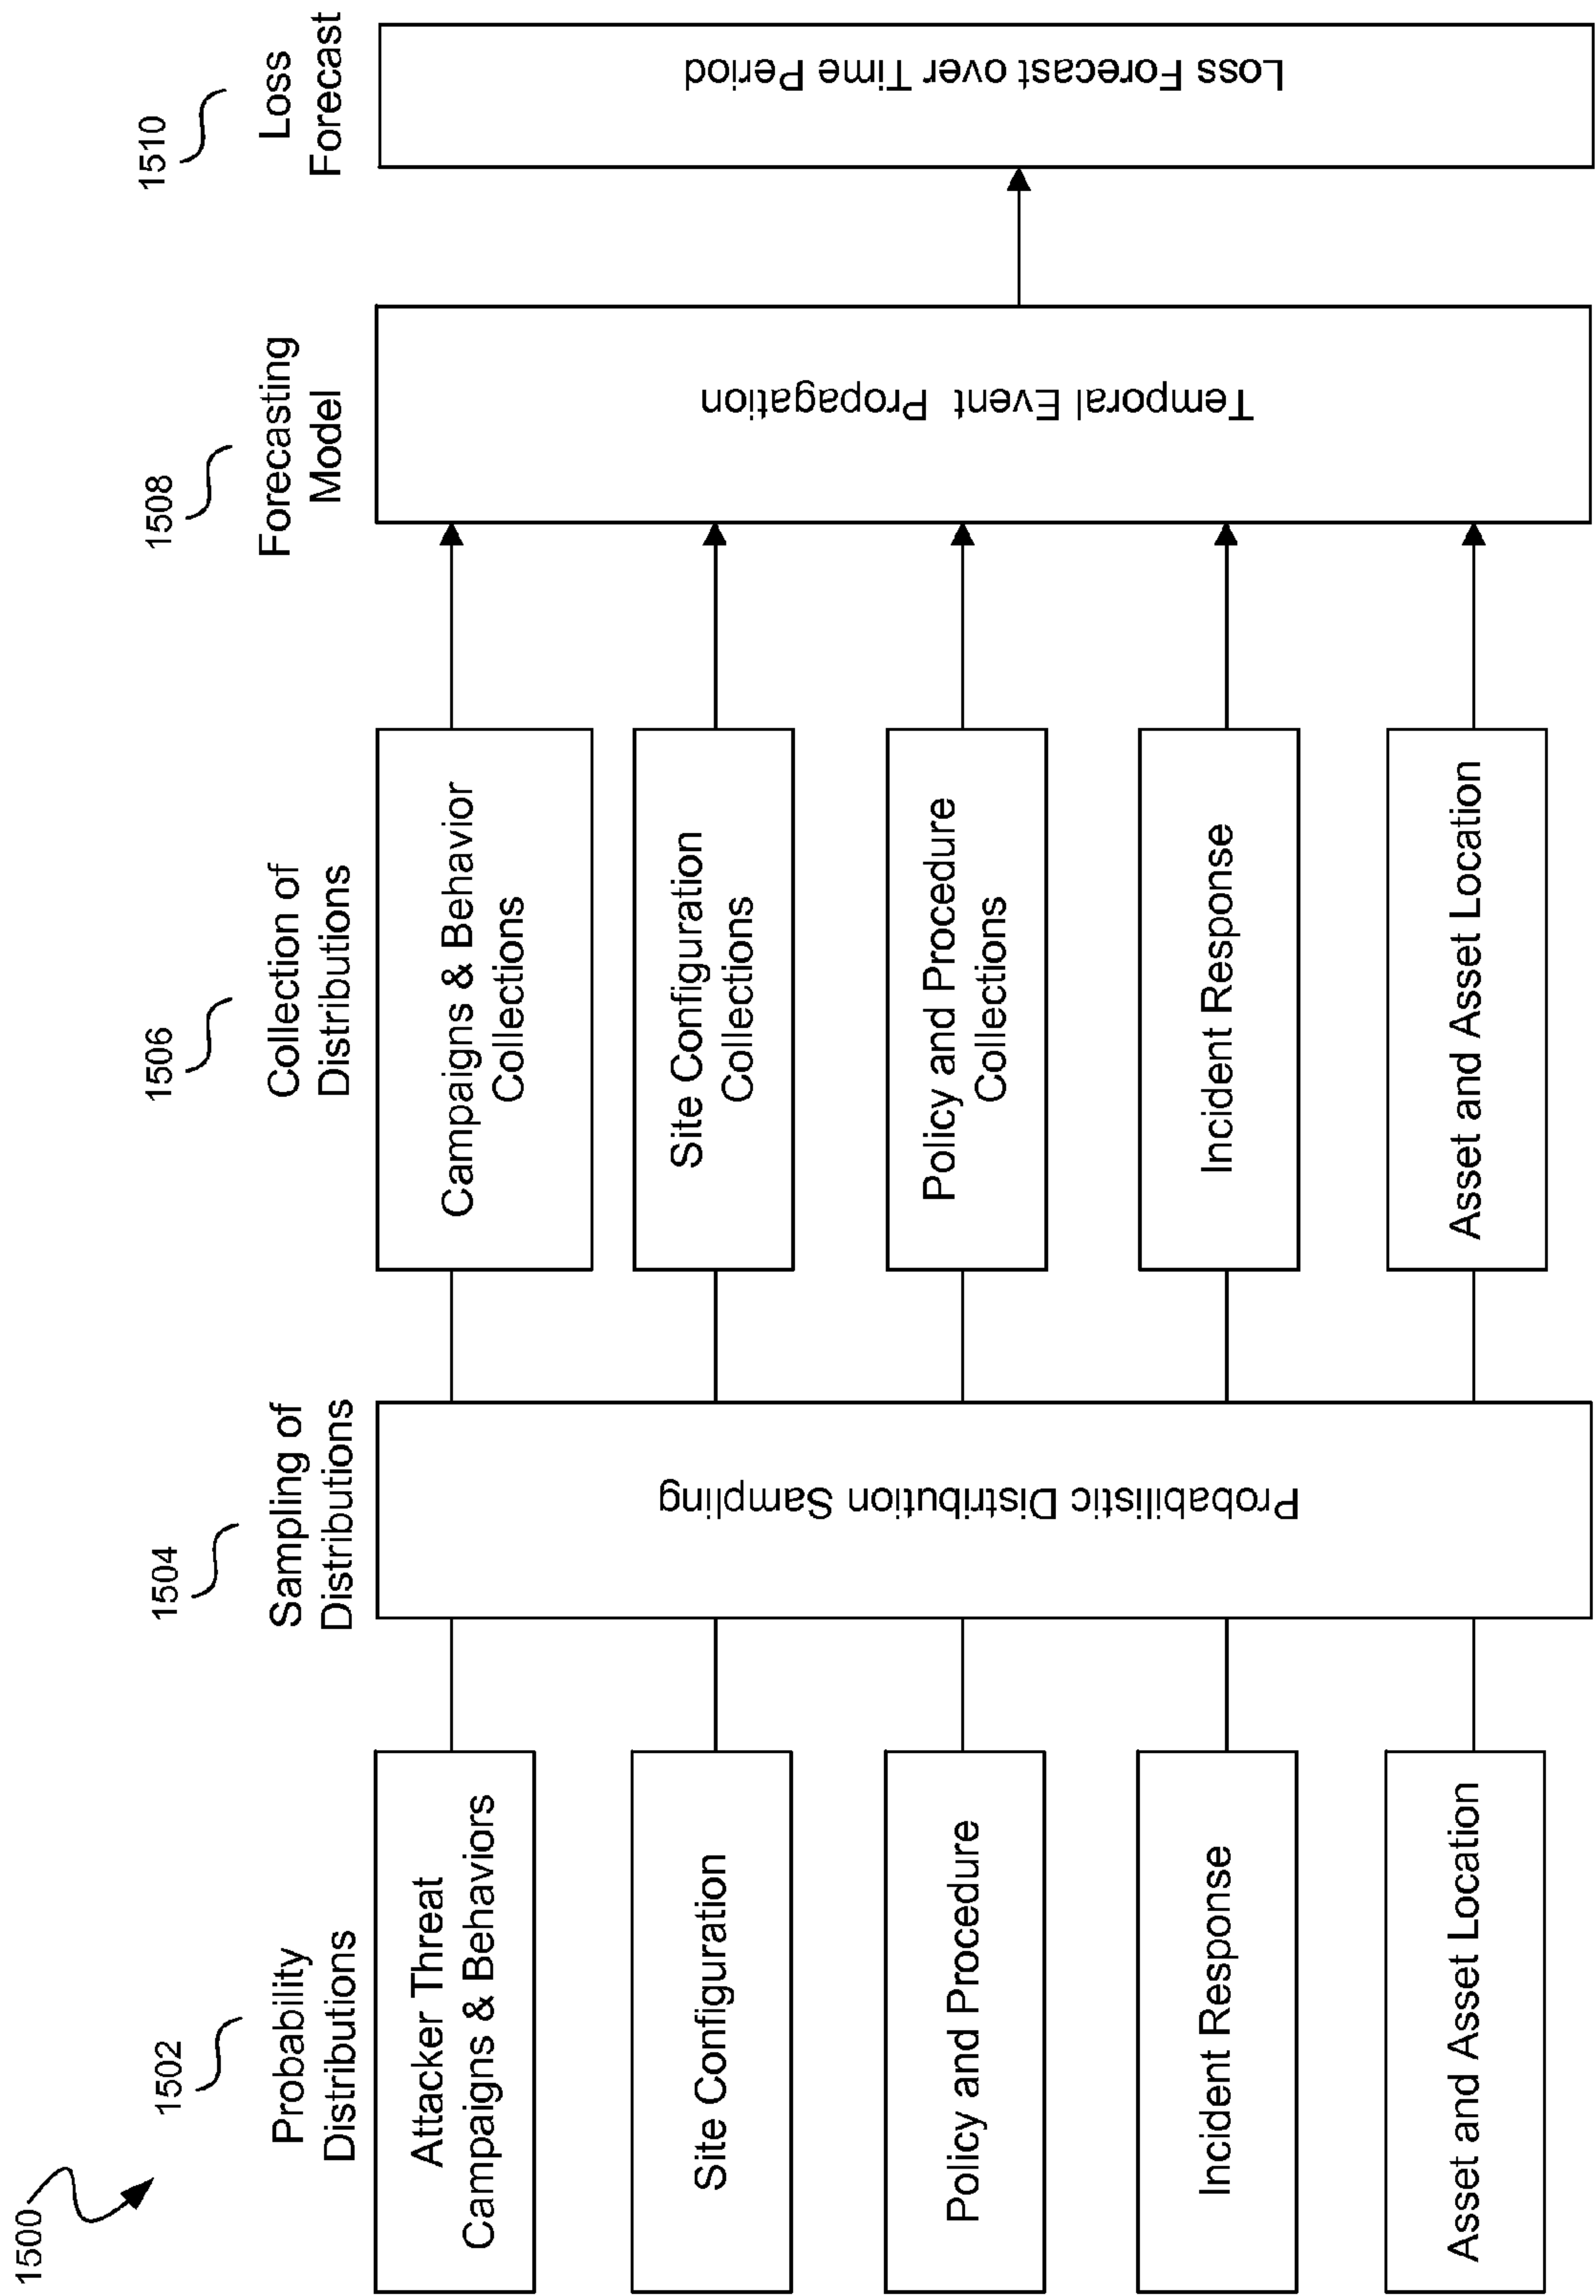 1500
1502
1504
1506
1508
1510
Probability
Distributions
Sampling of
Distributions
Collection of
Distributions
Forecasting
Model
Loss
Forecast
Attacker Threat
Campaigns & Behaviors
Site Configuration
Policy and Procedure
Incident Response
Asset and Asset Location
Probabilistic Distribution Sampling
Campaigns & Behavior
Collections
Site Configuration
Collections
Policy and Procedure
Collections
Incident Response
Asset and Asset Location
Temporal Event Propagation
Loss Forecast over Time Period